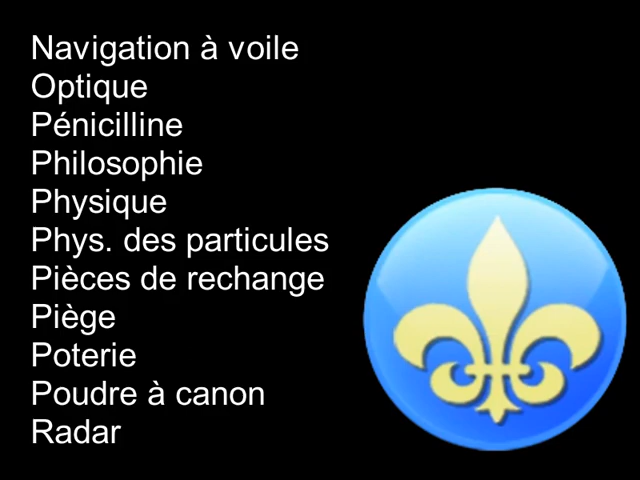 Navigation à voile
Optique
Pénicilline
Philosophie
Physique
Phys. des particules
Pièces de rechange
Piège
Poterie
Poudre à canon
Radar